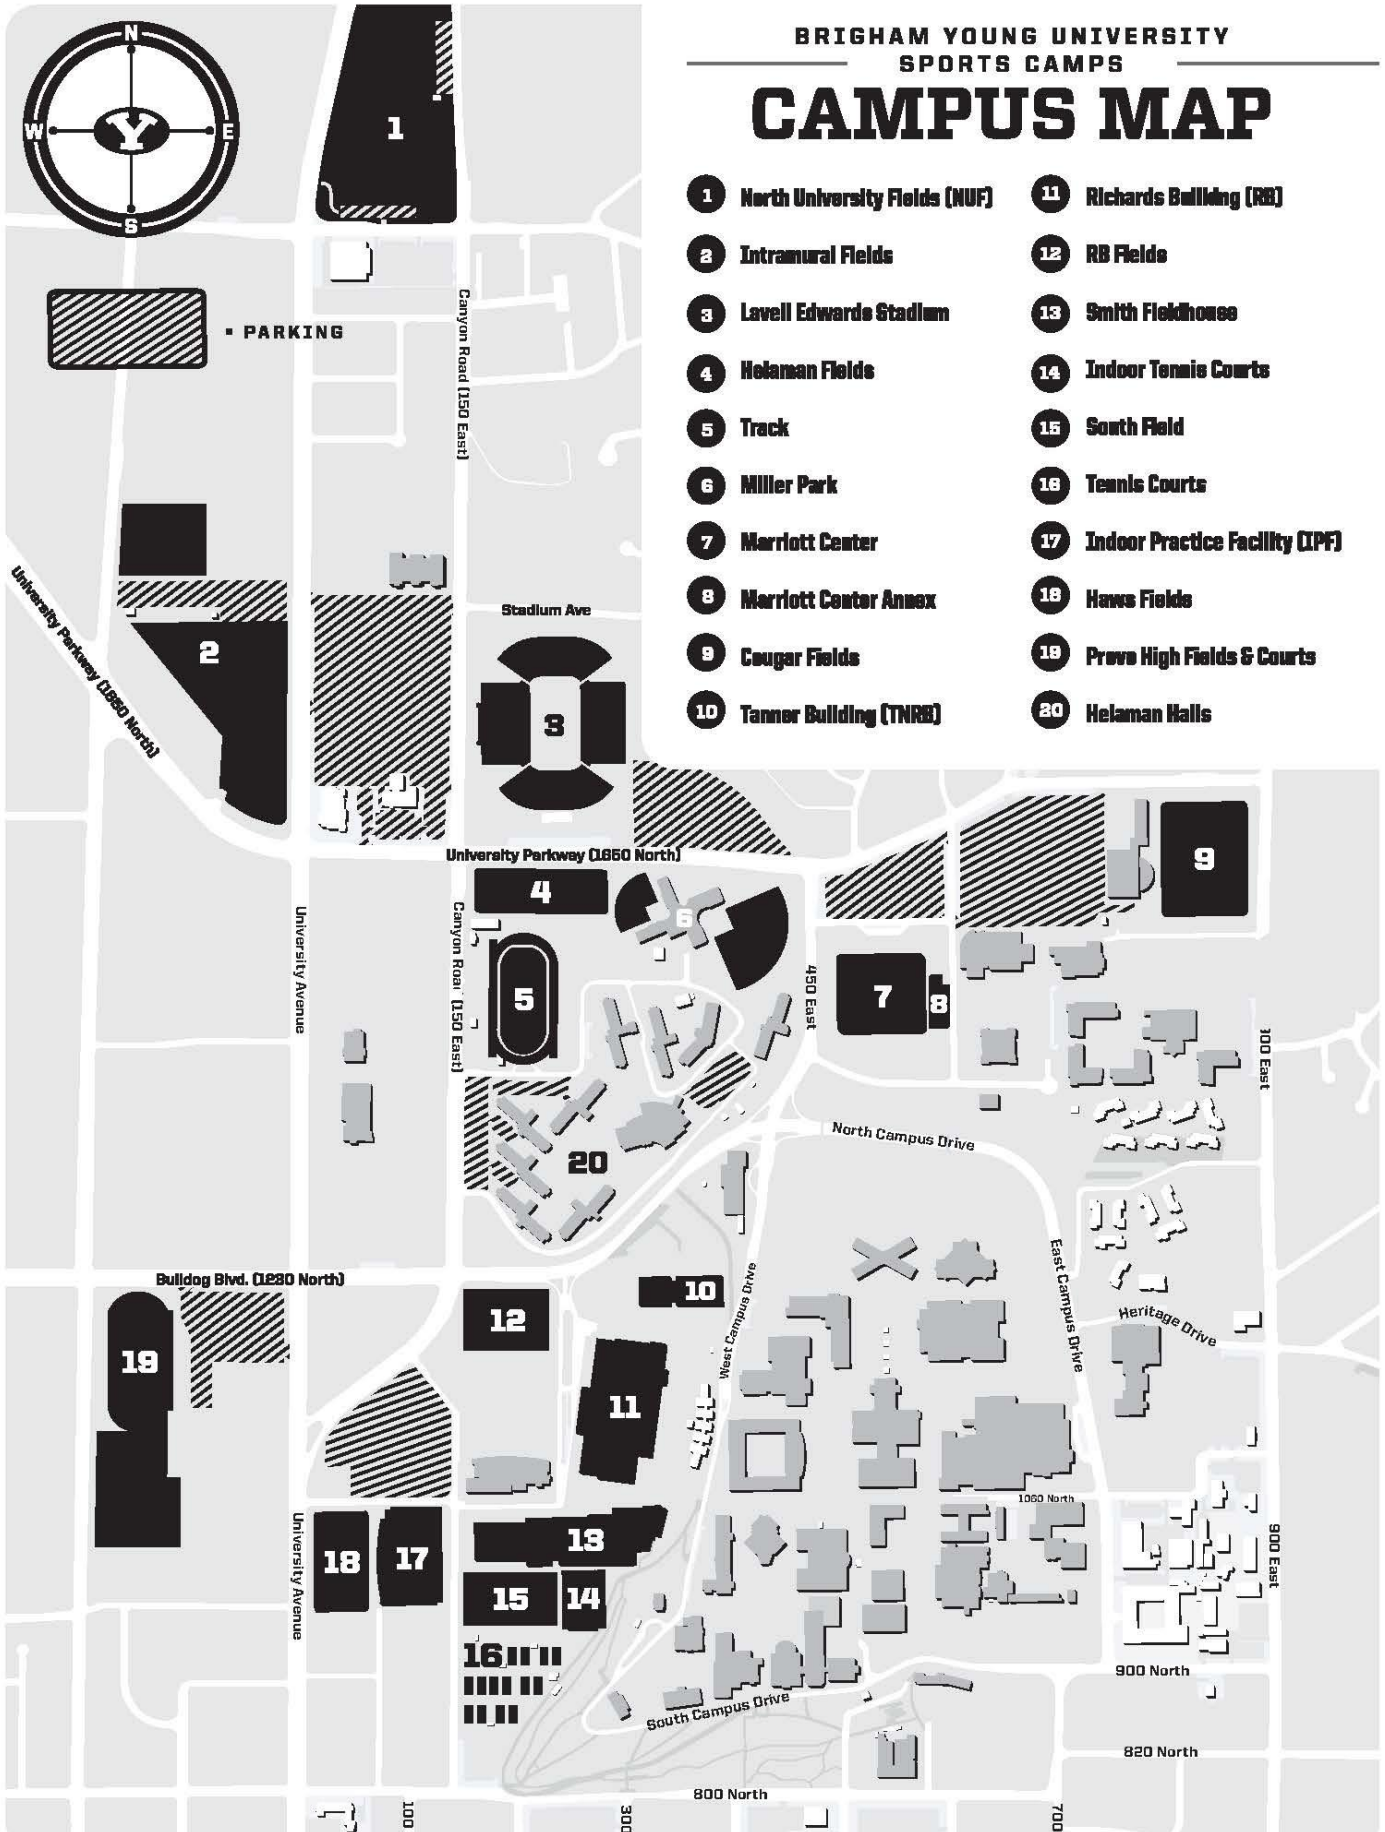 BRIGHAM YOUNG UNIVERSITY
SPORTS CAMPS
CAMPUS MAP
1 North University Fields (NUF)
2 Intramural Fields
3 Lavell Edwards Stadium
4 Helaman Fields
5 Track
6 Miller Park
7 Marriott Center
8 Marriott Center Annex
9 Cougar Fields
10 Tanner Building (TNRB)
11 Richards Building (RB)
12 RB Fields
13 Smith Fieldhouse
14 Indoor Tennis Courts
15 South Field
16 Tennis Courts
17 Indoor Practice Facility (IPF)
18 Haws Fields
19 Provo High Fields & Courts
20 Helaman Halls
N
W
Y
E
S
PARKING
1
Canyon Road (150 East)
University Parkway (1650 North)
2
Stadium Ave
3
University Parkway (1650 North)
4
6
9
University Avenue
Canyon Road (150 East)
5
450 East
7
8
900 East
North Campus Drive
20
Bulldog Blvd. (1230 North)
10
12
West Campus Drive
East Campus Drive
Heritage Drive
19
11
1060 North
University Avenue
18
17
13
15
14
900 East
16
900 North
South Campus Drive
820 North
800 North
100
300
700